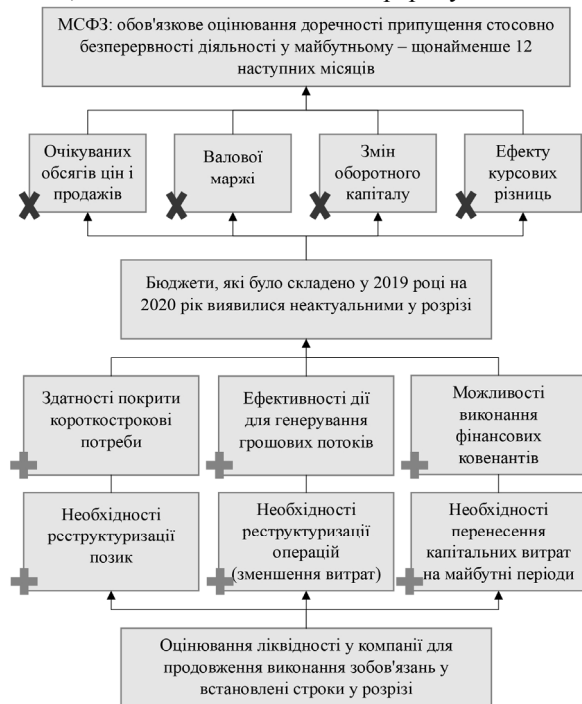 МСФЗ: обов'язкове оцінювання доречності припущення стосовно
безперервності діяльності у майбутньому – щонайменше 12
наступних місяців
Очікуваних
обсягів цін і
продажів
Валової
маржі
Змін
оборотного
капіталу
Ефекту
курсових
різниць
Бюджети, які було складено у 2019 році на
2020 рік виявилися неактуальними у розрізі
Здатності покрити
короткострокові
потреби
Ефективності дії
для генерування
грошових потоків
Можливості
виконання
фінансових
ковенантів
Необхідності
реструктуризації
позик
Необхідності
реструктуризації
операцій
(зменшення витрат)
Необхідності
перенесення
капітальних витрат
на майбутні періоди
Оцінювання ліквідності у компанії для
продовження виконання зобов'язань у
встановлені строки у розрізі